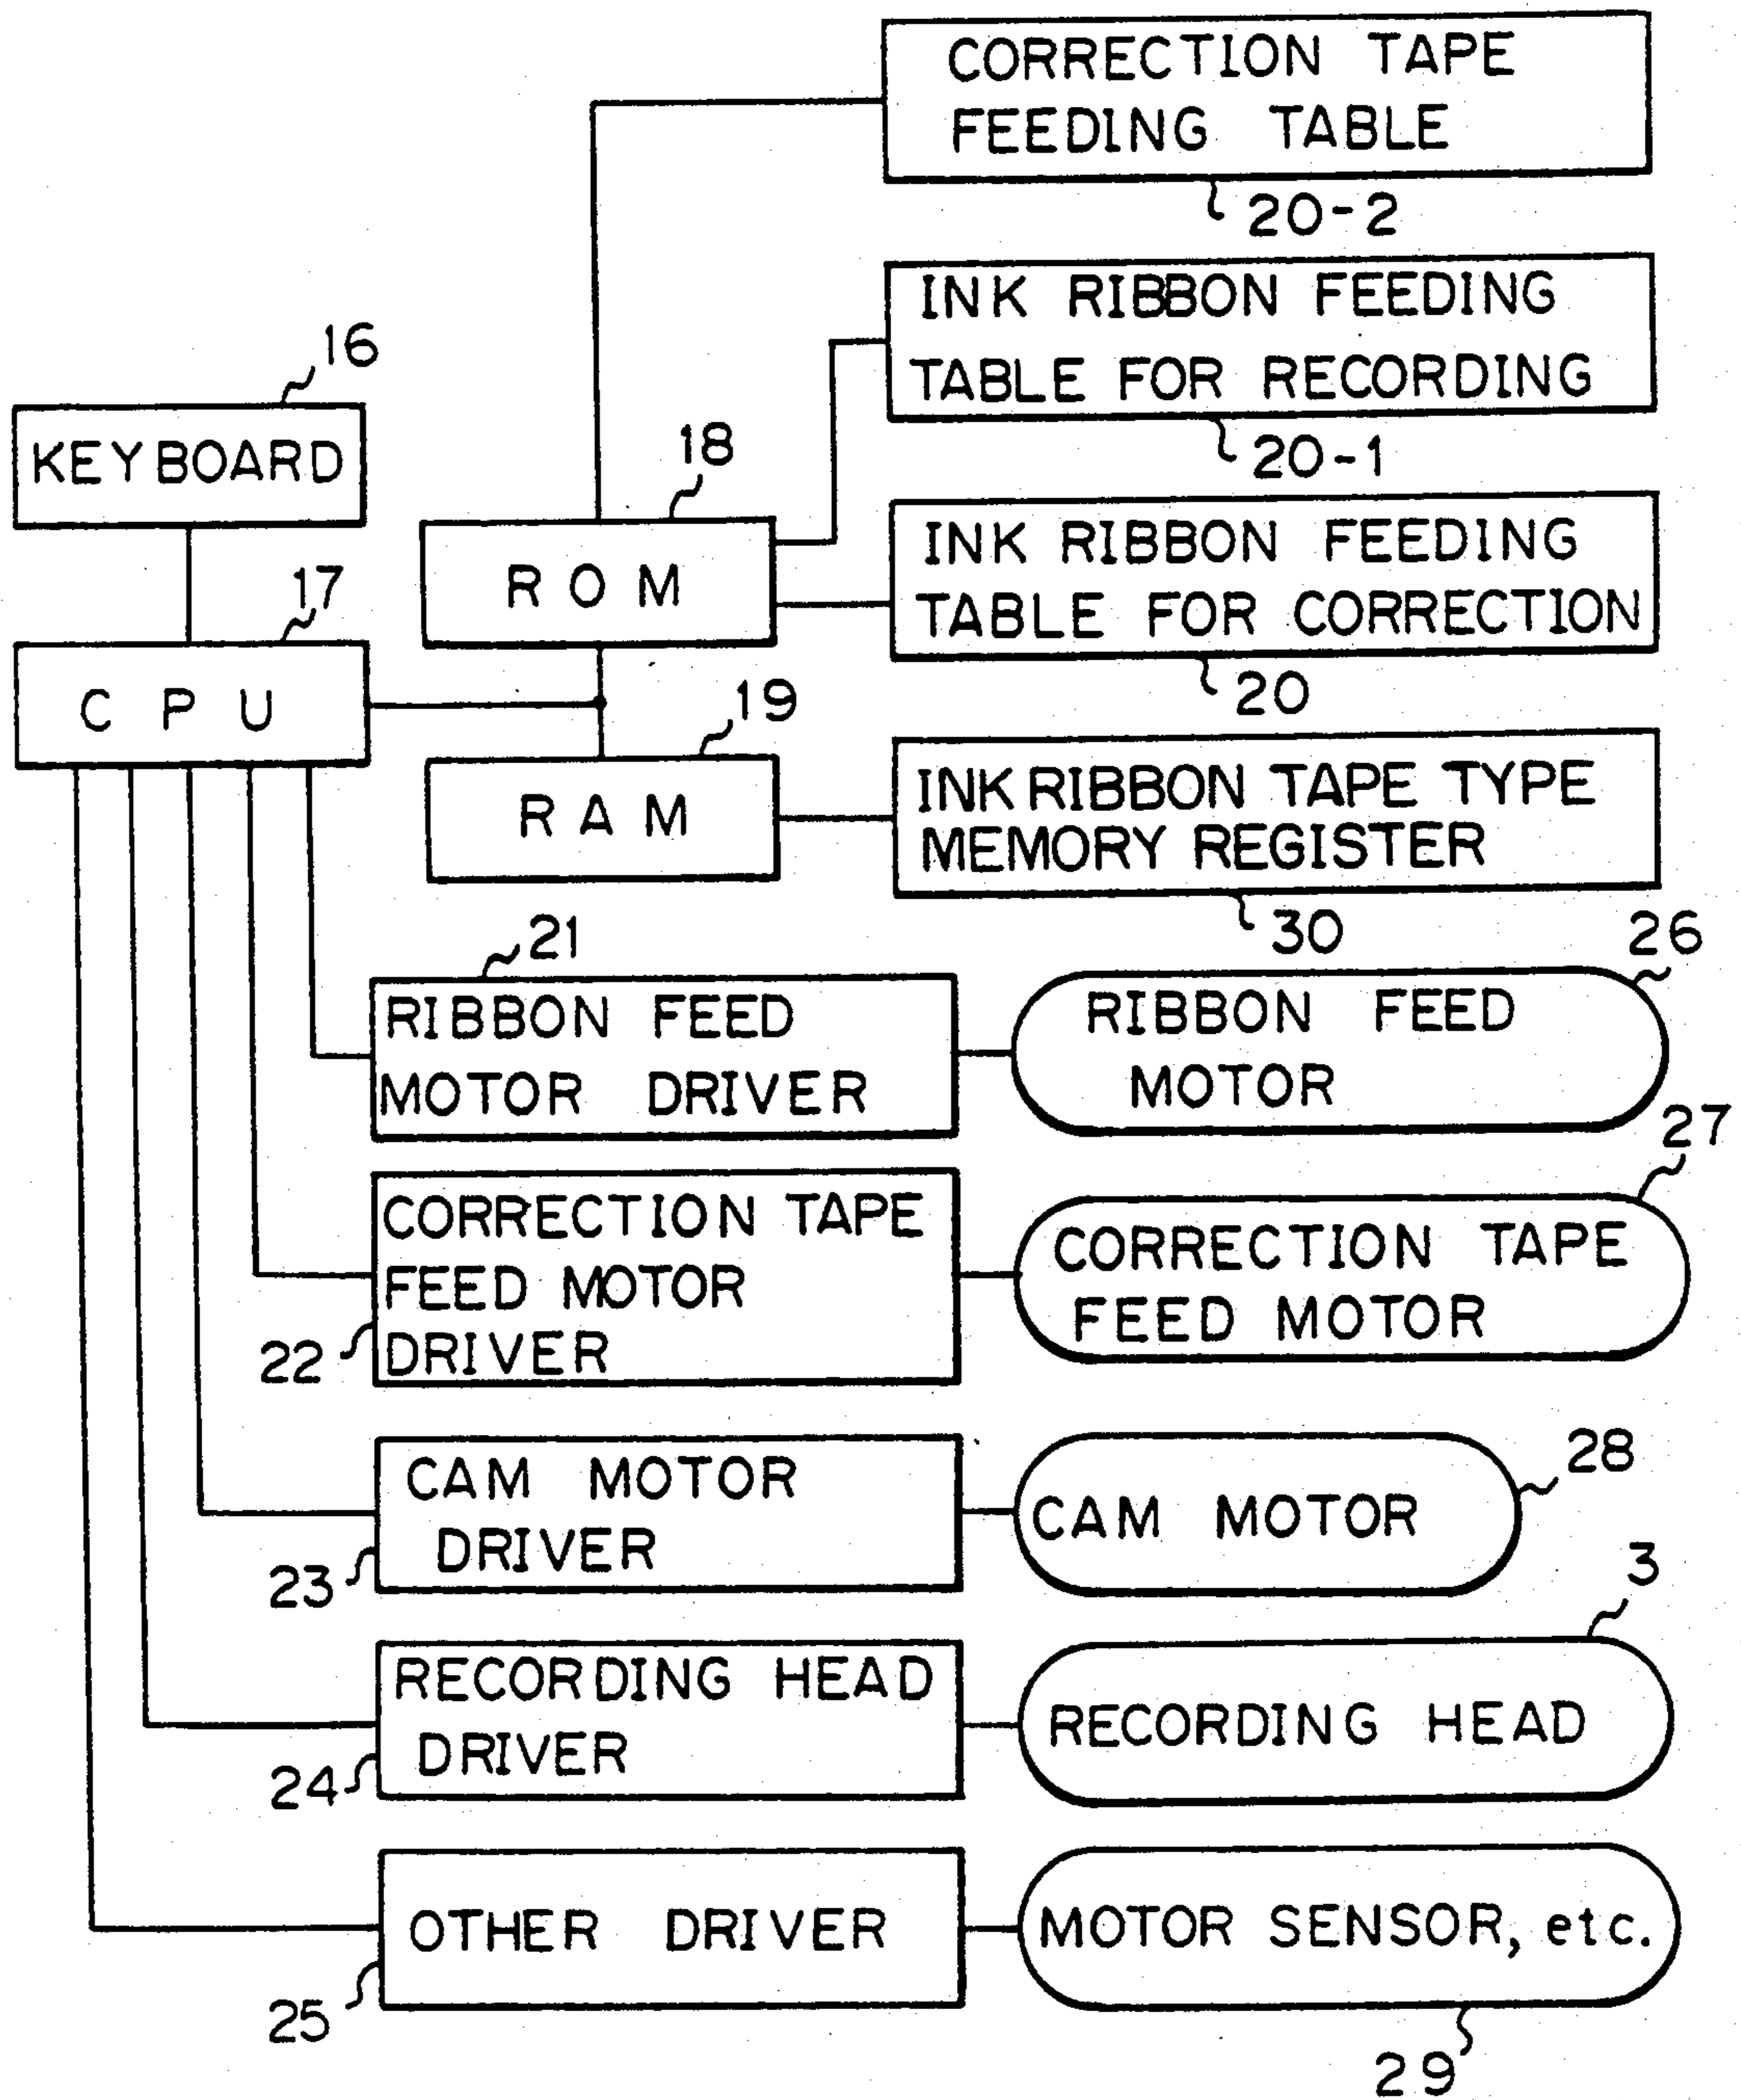 CORRECTION TAPE
FEEDING TABLE
20-2
INK RIBBON FEEDING
TABLE FOR RECORDING
20-1
16
KEYBOARD
18
ROM
INK RIBBON FEEDING
TABLE FOR CORRECTION
20
17
CPU
19
RAM
INK RIBBON TAPE TYPE
MEMORY REGISTER
30
21
RIBBON FEED
MOTOR DRIVER
26
RIBBON FEED
MOTOR
27
CORRECTION TAPE
FEED MOTOR
DRIVER
22
CORRECTION TAPE
FEED MOTOR
CAM MOTOR
DRIVER
23
28
CAM MOTOR
3
RECORDING HEAD
DRIVER
24
RECORDING HEAD
OTHER DRIVER
25
MOTOR SENSOR, etc.
29